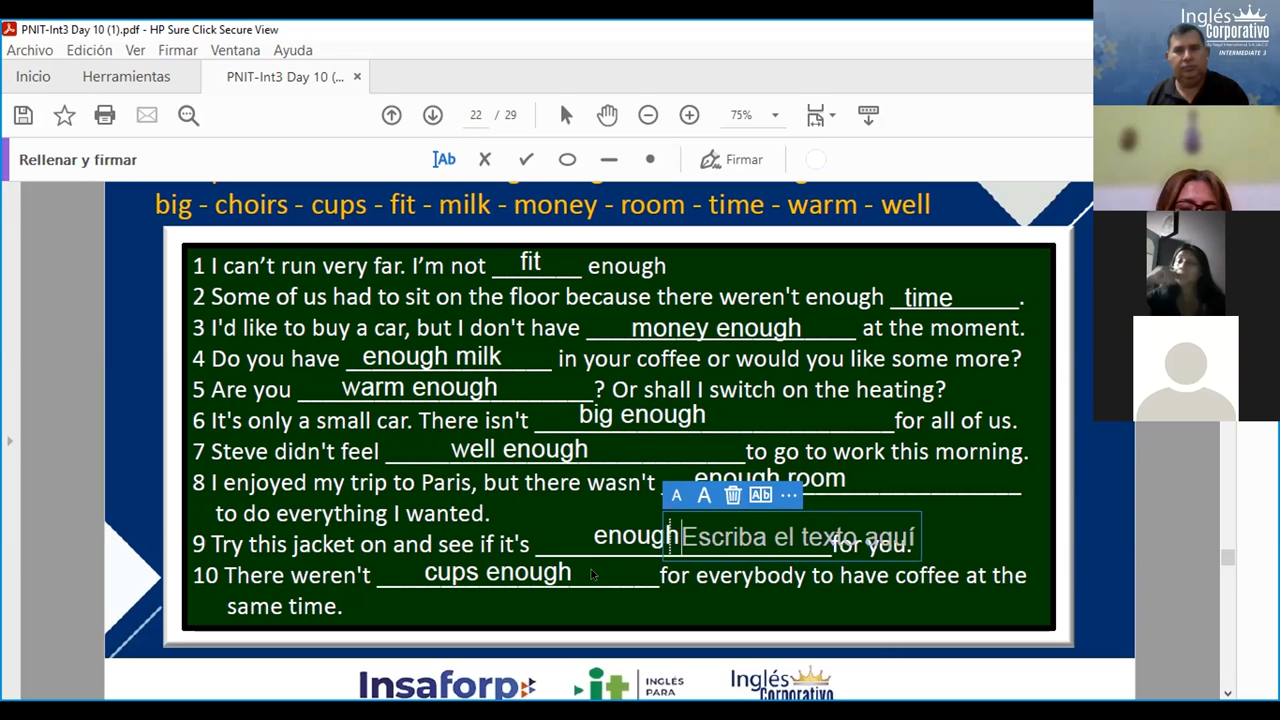 PNIT-Int3 Day 10 (1).pdf - HP Sure Click Secure View
Archivo Edición Ver Firmar Ventana Ayuda
Inicio Herramientas PNIT-Int3 Day 10 (... ×
22 / 29 75%
Rellenar y firmar Ab Firmar
big - choirs - cups - fit - milk - money - room - time - warm - well
1 I can't run very far. I'm not fit enough
2 Some of us had to sit on the floor because there weren't enough time.
3 I'd like to buy a car, but I don't have money enough at the moment.
4 Do you have enough milk in your coffee or would you like some more?
5 Are you warm enough? Or shall I switch on the heating?
6 It's only a small car. There isn't big enough for all of us.
7 Steve didn't feel well enough to go to work this morning.
8 I enjoyed my trip to Paris, but there wasn't enough room
to do everything I wanted.
A A Ab ...
9 Try this jacket on and see if it's enough Escriba el texto aquí for you.
10 There weren't cups enough for everybody to have coffee at the
same time.
Insaforp it INGLÉS PARA Inglés Corporativo
Inglés
Corporativo
INTERMEDIATE 3